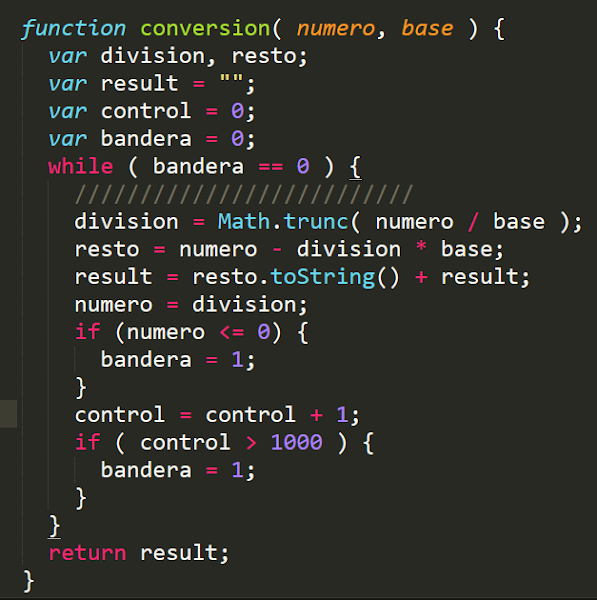 function conversion( numero, base ) {
  var division, resto;
  var result = "";
  var control = 0;
  var bandera = 0;
  while ( bandera == 0 ) {
    //////////////////////////
    division = Math.trunc( numero / base );
    resto = numero - division * base;
    result = resto.toString() + result;
    numero = division;
    if (numero <= 0) {
      bandera = 1;
    }
    control = control + 1;
    if ( control > 1000 ) {
      bandera = 1;
    }
  }
  return result;
}